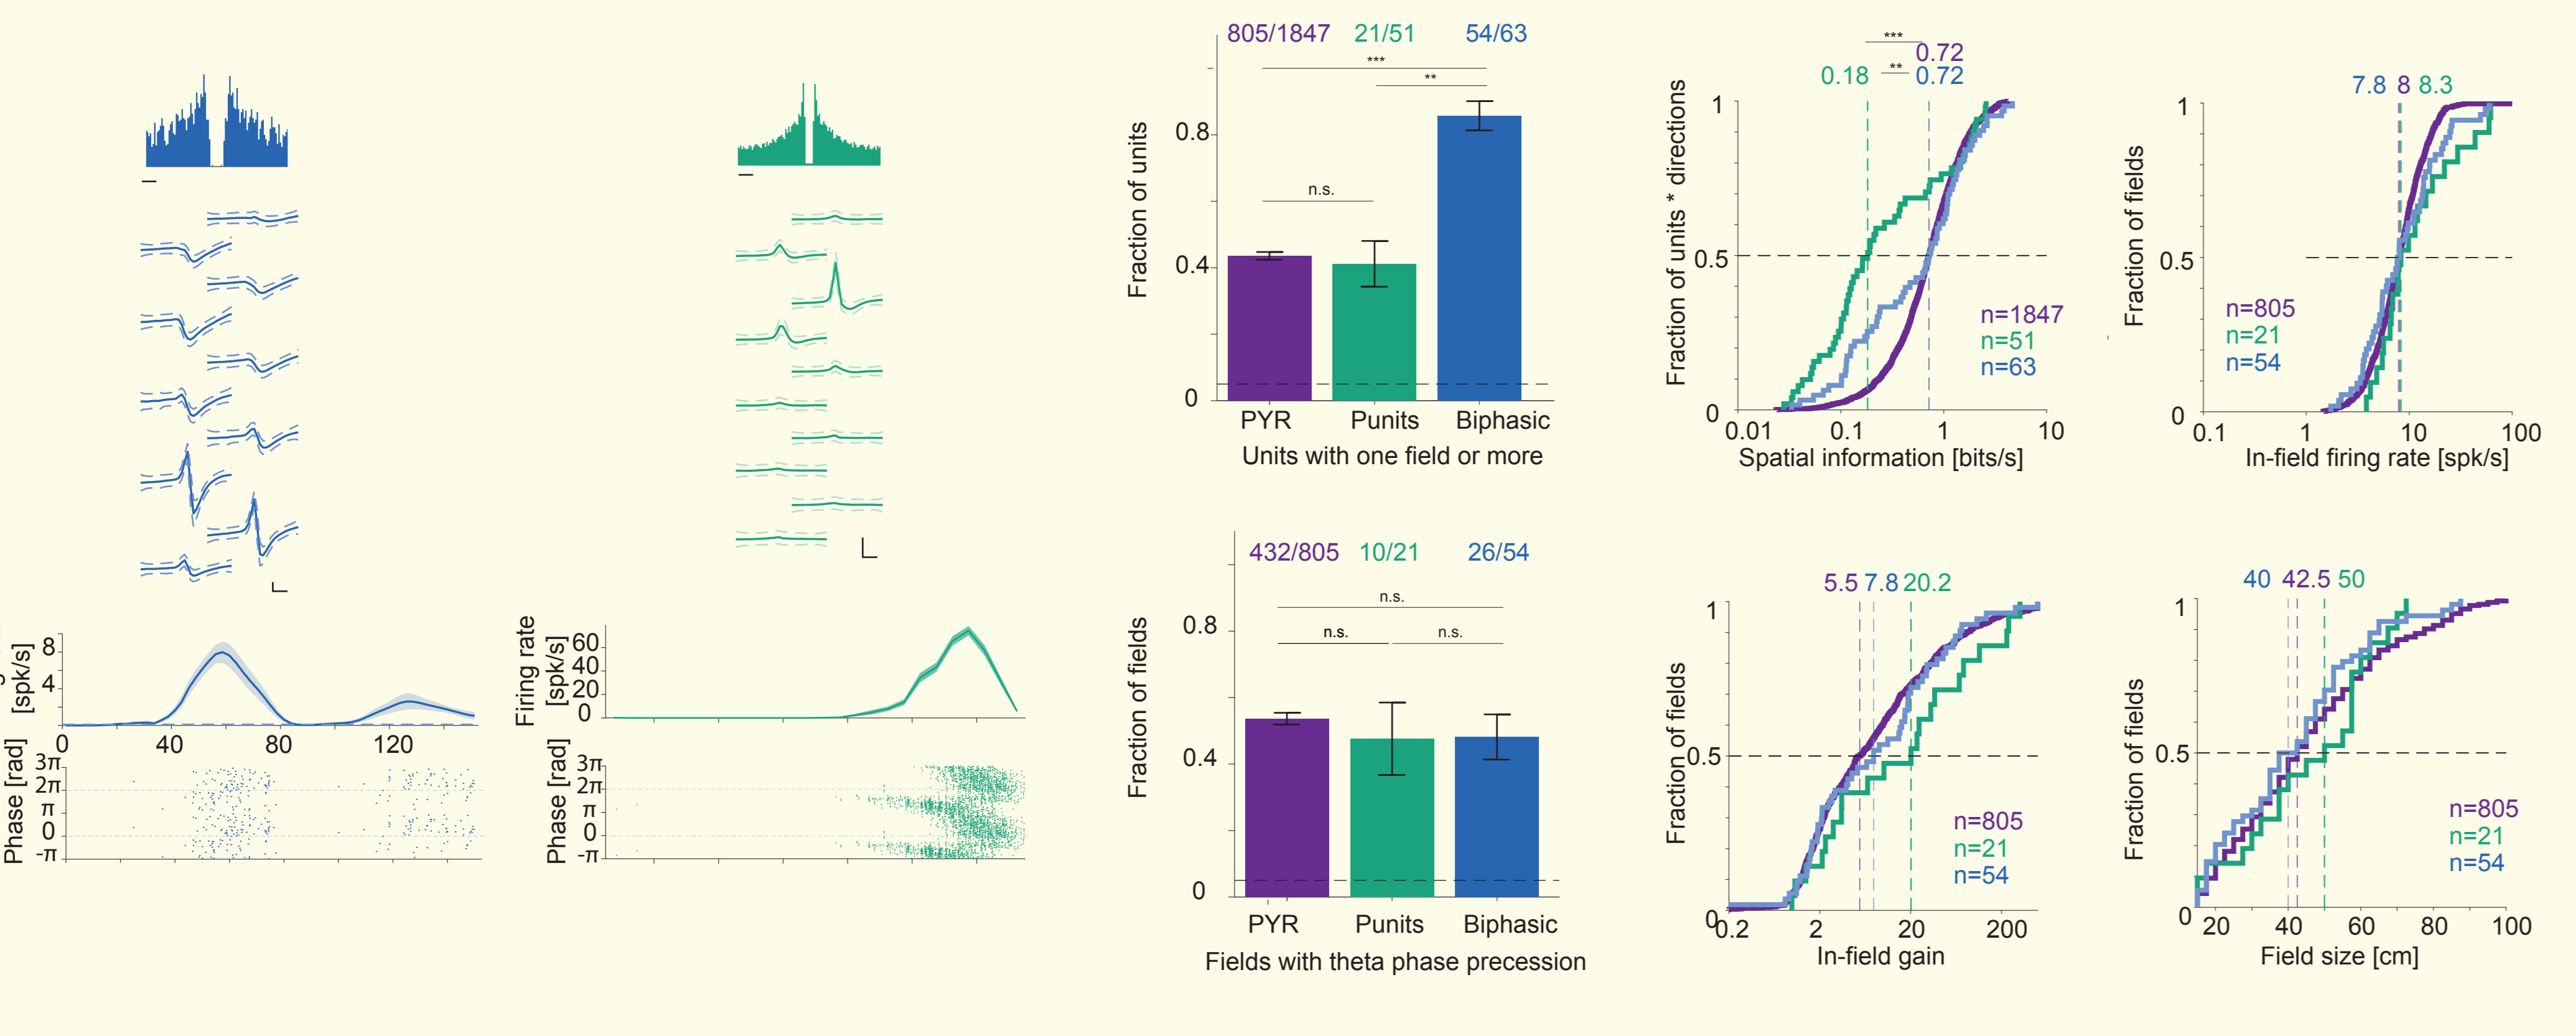 805/1847 21/51 54/63
***
**
n.s.
Fraction of units
0.8
0.4
0
PYR Punits Biphasic
Units with one field or more
***
0.72
0.18 ** 0.72
Fraction of units * directions
1
0.5
0
n=1847
n=51
n=63
0.01 0.1 1 10
Spatial information [bits/s]
7.8 8 8.3
Fraction of fields
1
0.5
0
n=805
n=21
n=54
0.1 1 10 100
In-field firing rate [spk/s]
[spk/s]
8
4
0 40 80 120
Phase [rad]
3π
2π
π
0
-π
Firing rate
[spk/s]
60
40
20
0
Phase [rad]
3π
2π
π
0
-π
432/805 10/21 26/54
n.s.
n.s. n.s.
Fraction of fields
0.8
0.4
0
PYR Punits Biphasic
Fields with theta phase precession
5.5 7.8 20.2
Fraction of fields
1
0.5
0
n=805
n=21
n=54
0.2 2 20 200
In-field gain
40 42.5 50
Fraction of fields
1
0.5
0
n=805
n=21
n=54
20 40 60 80 100
Field size [cm]